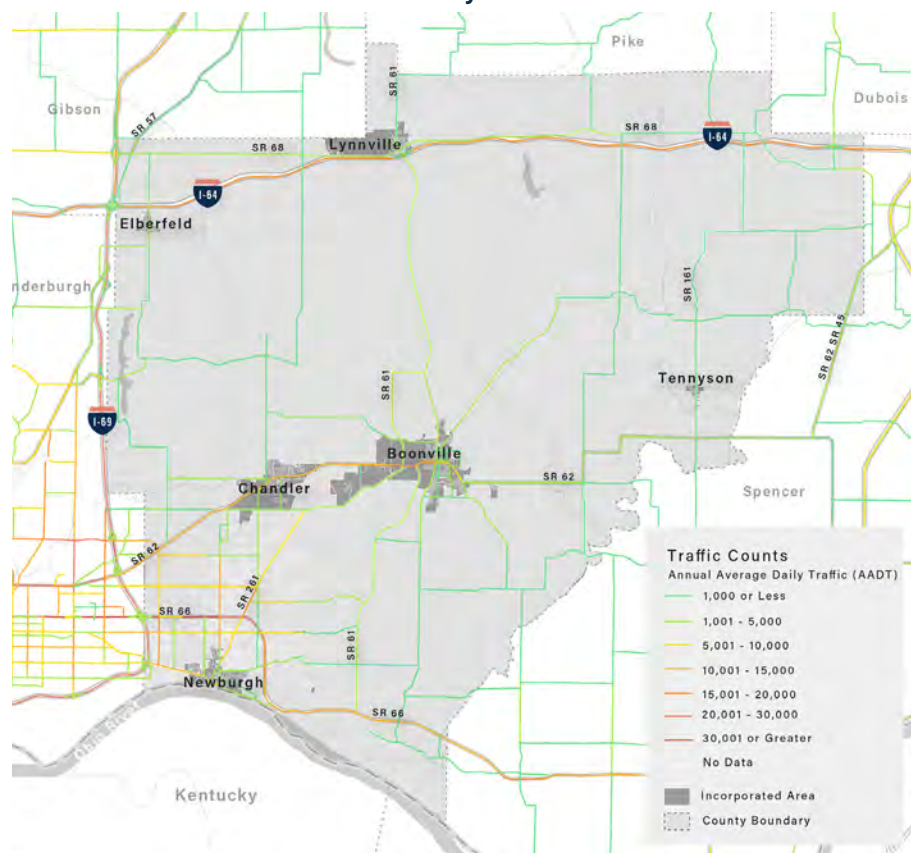 Pike
Gibson
Dubois
SR 57
SR 61
SR 68
SR 68
I-64
Lynnville
I-64
Elberfeld
nderburgh
SR 161
SR 62 SR 45
SR 61
Tennyson
I-69
Boonville
Chandler
SR 62
Spencer
SR 62
SR 261
SR 66
SR 61
Newburgh
SR 66
Kentucky
Traffic Counts
Annual Average Daily Traffic (AADT)
1,000 or Less
1,001 - 5,000
5,001 - 10,000
10,001 - 15,000
15,001 - 20,000
20,001 - 30,000
30,001 or Greater
No Data
Incorporated Area
County Boundary